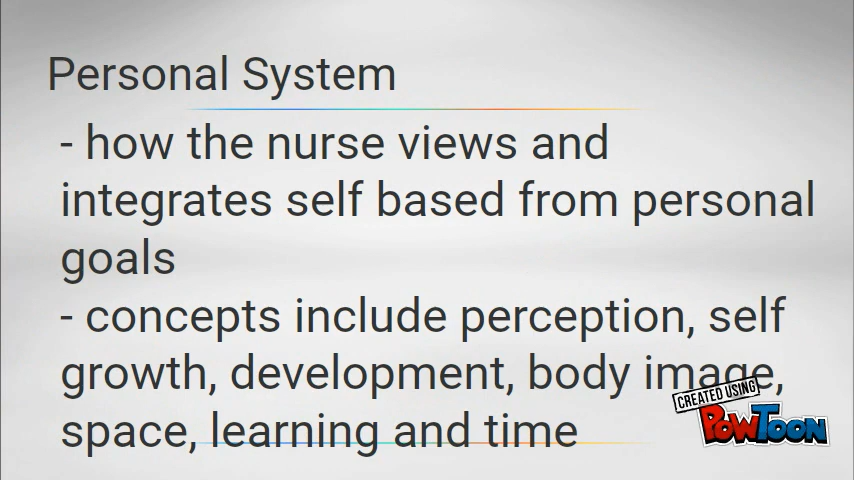 Personal System
- how the nurse views and
integrates self based from personal
goals
- concepts include perception, self
growth, development, body image,
space, learning and time
CREATED USING
POWTOON